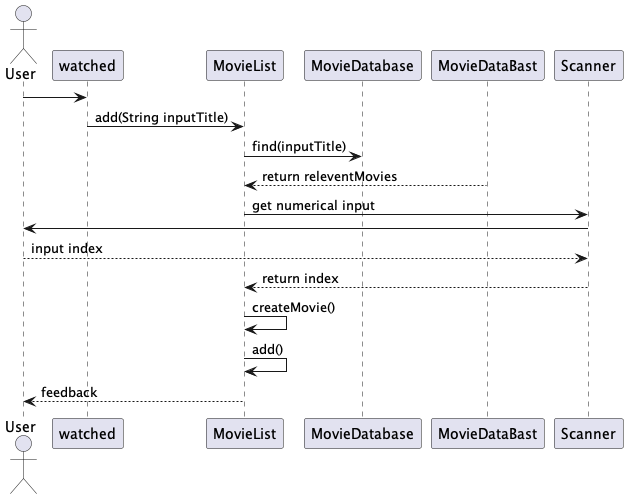 User
watched
MovieList
MovieDatabase
MovieDataBast
Scanner
add(String inputTitle)
find(inputTitle)
return releventMovies
get numerical input
input index
return index
createMovie()
add()
feedback
User
watched
MovieList
MovieDatabase
MovieDataBast
Scanner